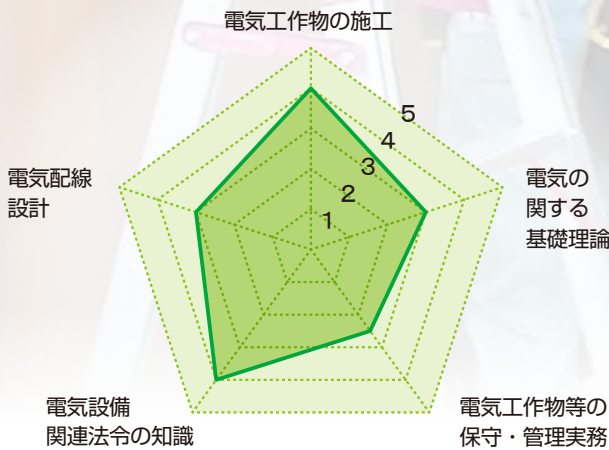 電気工作物の施工
5
4
3
2
1
電気の
関する
基礎理論
電気配線
設計
電気設備
関連法令の知識
電気工作物等の
保守・管理実務